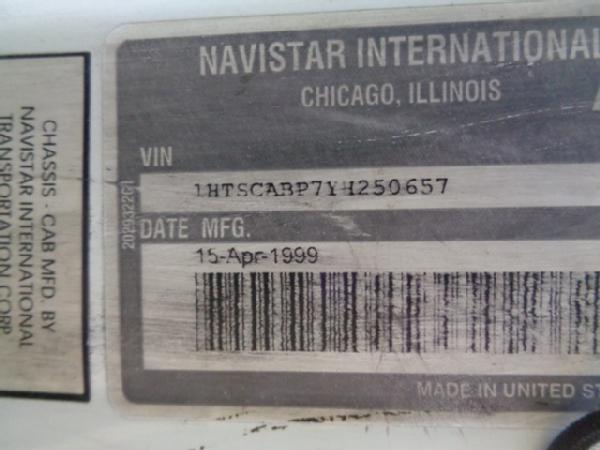 NAVISTAR INTERNATIONAL
CHICAGO, ILLINOIS
VIN
1HTSCABP7YH250657
DATE MFG.
15-Apr-1999
MADE IN UNITED ST
2029322C1
CHASSIS - CAB MFD. BY
NAVISTAR INTERNATIONAL
TRANSPORTATION CORP